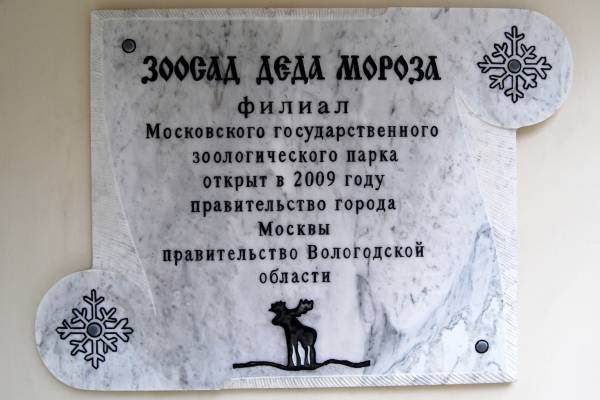 ЗООСАД ДЕДА МОРОЗА
филиал
Московского государственного
зоологического парка
открыт в 2009 году
правительство города
Москвы
правительство Вологодской
области